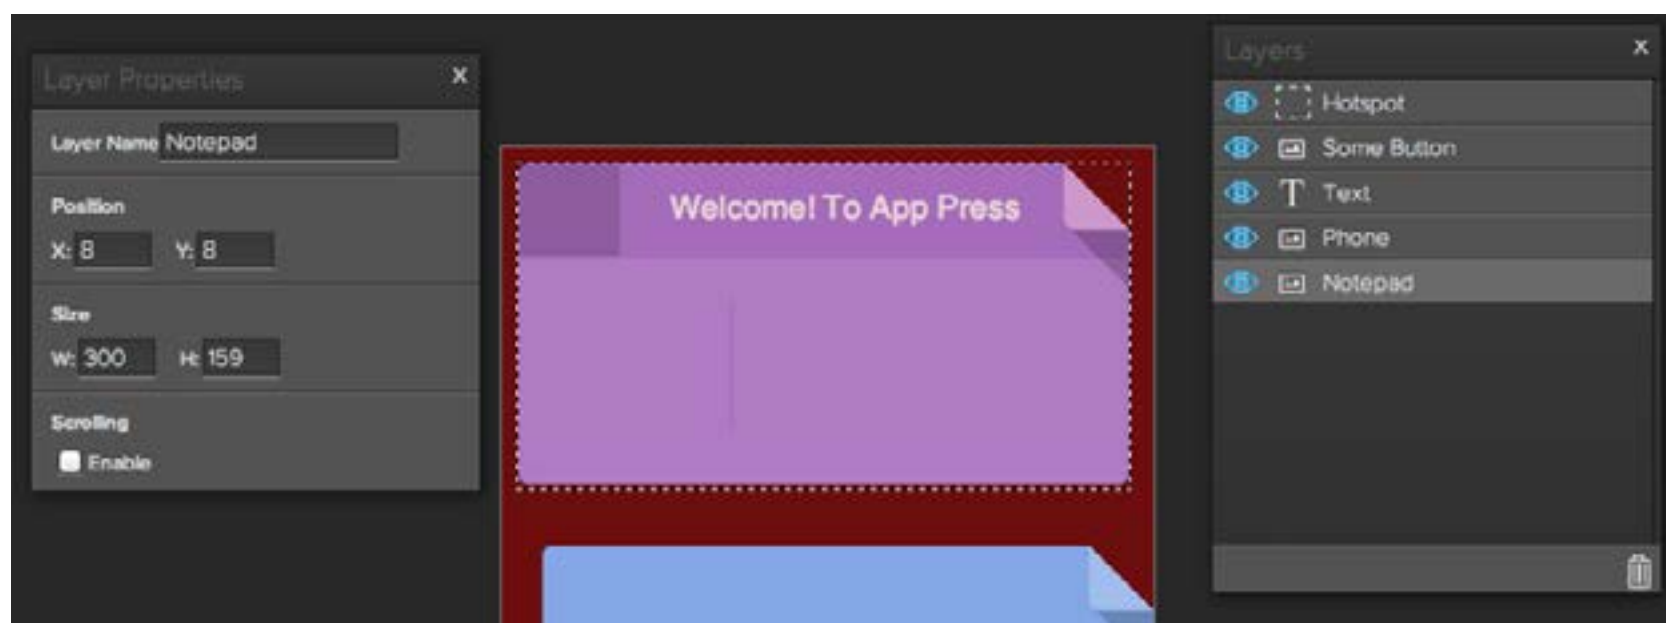 Layer Properties X
Layer Name Notepad
Position
X: 8 Y: 8
Size
W: 300 H: 159
Scrolling
Enable
Welcome! To App Press
Layers X
Hotspot
Some Button
T Text
Phone
Notepad